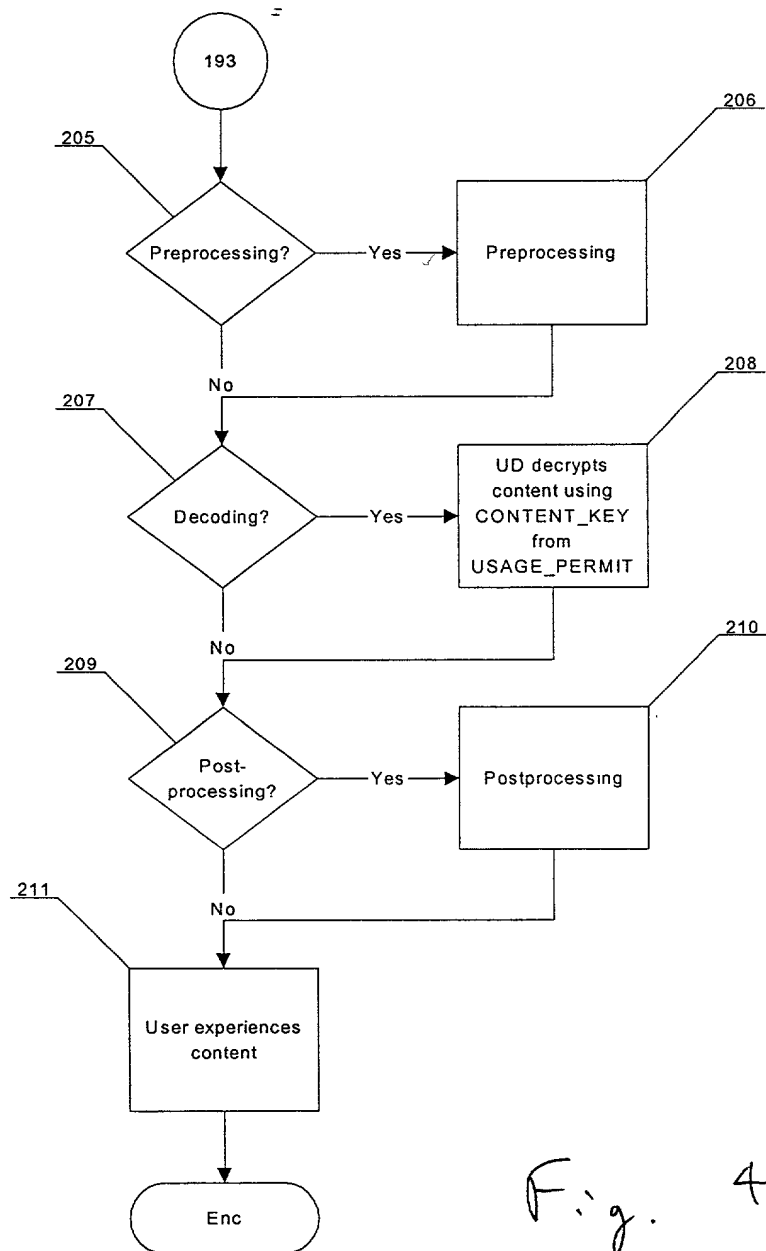 193
205
206
Preprocessing?
Yes
Preprocessing
No
207
208
Decoding?
Yes
UD decrypts
content using
CONTENT_KEY
from
USAGE_PERMIT
No
209
210
Post-
processing?
Yes
Postprocessing
No
211
User experiences
content
Enc
Fig. 4